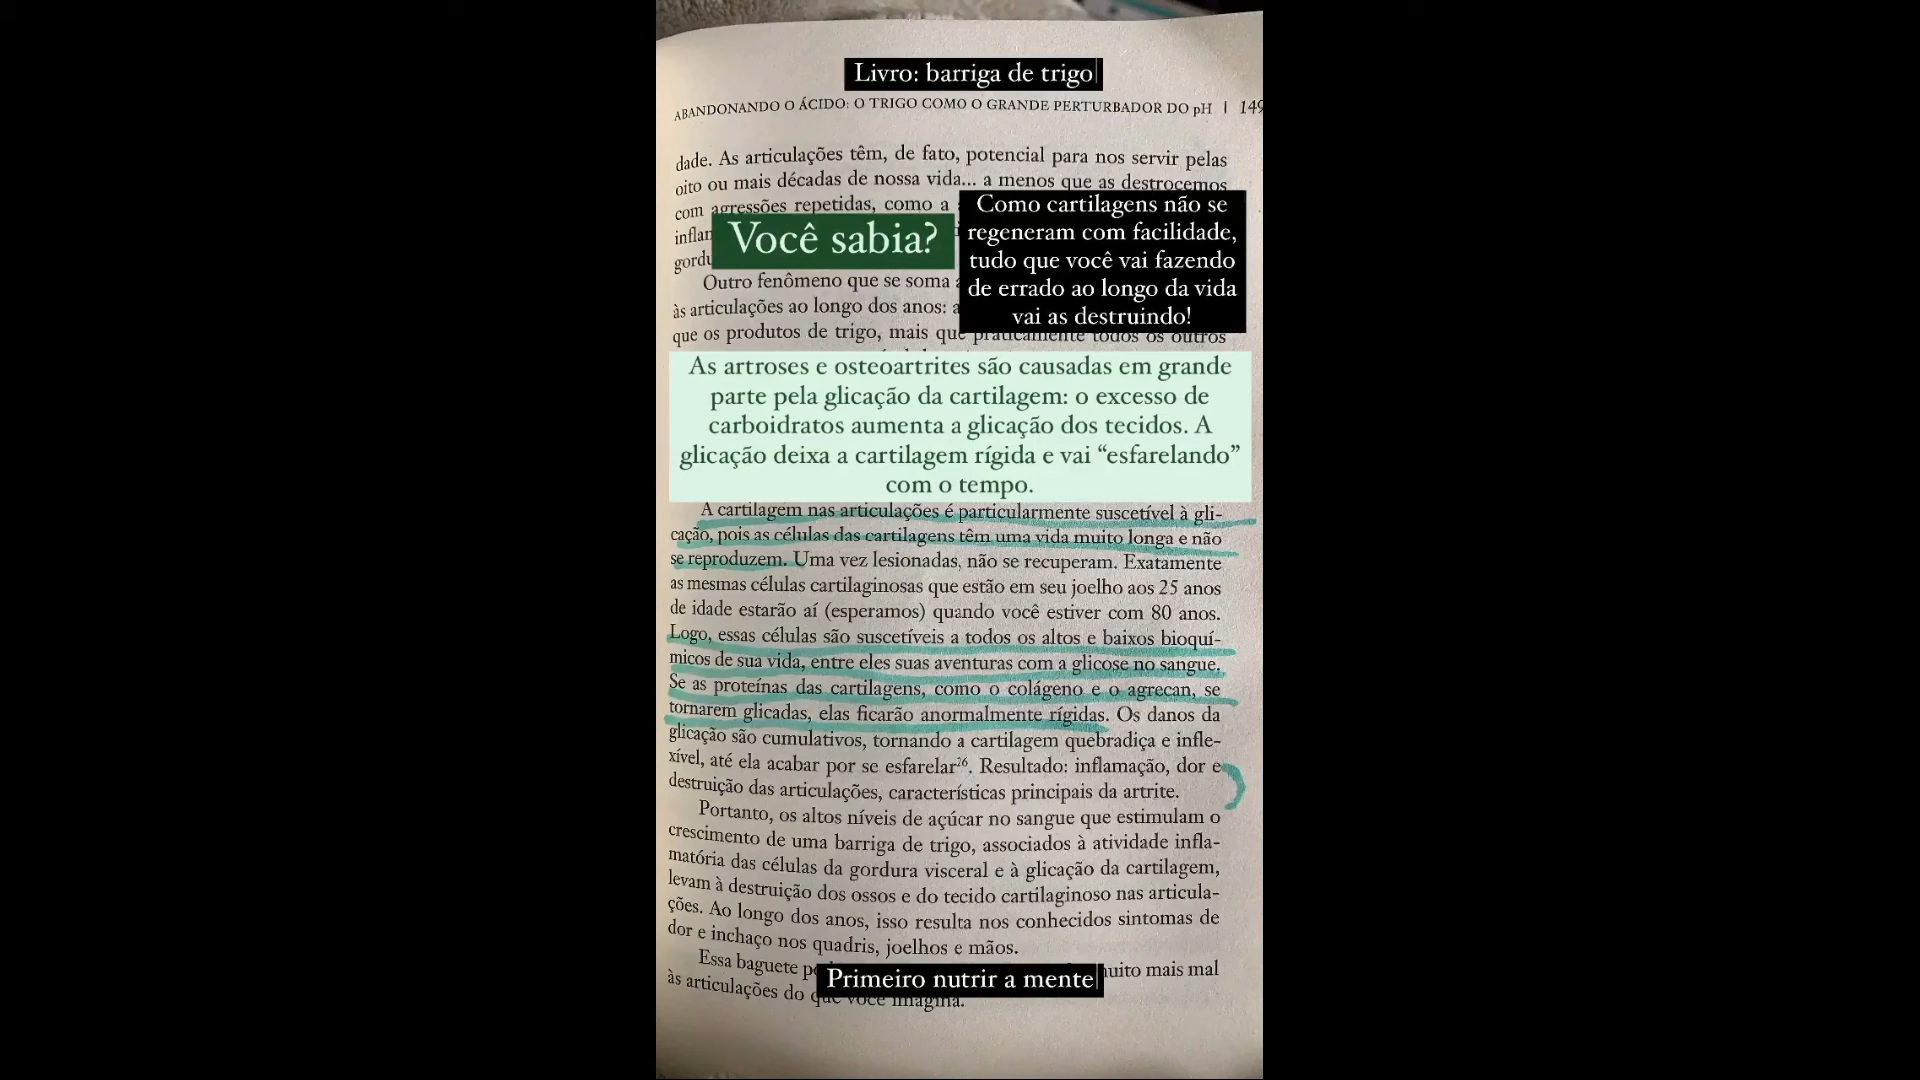 Livro: barriga de trigo
ABANDONANDO O ÁCIDO: O TRIGO COMO O GRANDE PERTURBADOR DO pH | 149
dade. As articulações têm, de fato, potencial para nos servir pelas
oito ou mais décadas de nossa vida... a menos que as destrocemos
com agressões repetidas, como a
Você sabia?
Como cartilagens não se
regeneram com facilidade,
tudo que você vai fazendo
de errado ao longo da vida
vai as destruindo!
Outro fenômeno que se soma
às articulações ao longo dos anos:
que os produtos de trigo, mais que praticamente todos os outros
As artroses e osteoartrites são causadas em grande
parte pela glicação da cartilagem: o excesso de
carboidratos aumenta a glicação dos tecidos. A
glicação deixa a cartilagem rígida e vai “esfarelando”
com o tempo.
A cartilagem nas articulações é particularmente suscetível à gli-
cação, pois as células das cartilagens têm uma vida muito longa e não
se reproduzem. Uma vez lesionadas, não se recuperam. Exatamente
as mesmas células cartilaginosas que estão em seu joelho aos 25 anos
de idade estarão aí (esperamos) quando você estiver com 80 anos.
Logo, essas células são suscetíveis a todos os altos e baixos bioquí-
micos de sua vida, entre eles suas aventuras com a glicose no sangue.
Se as proteínas das cartilagens, como o colágeno e o agrecan, se
tornarem glicadas, elas ficarão anormalmente rígidas. Os danos da
glicação são cumulativos, tornando a cartilagem quebradiça e infle-
xível, até ela acabar por se esfarelar26. Resultado: inflamação, dor e
destruição das articulações, características principais da artrite.
Portanto, os altos níveis de açúcar no sangue que estimulam o
crescimento de uma barriga de trigo, associados à atividade infla-
matória das células da gordura visceral e à glicação da cartilagem,
levam à destruição dos ossos e do tecido cartilaginoso nas articula-
ções. Ao longo dos anos, isso resulta nos conhecidos sintomas de
dor e inchaço nos quadris, joelhos e mãos.
Essa baguete muito mais mal
Primeiro nutrir a mente
às articulações do que você imagina.